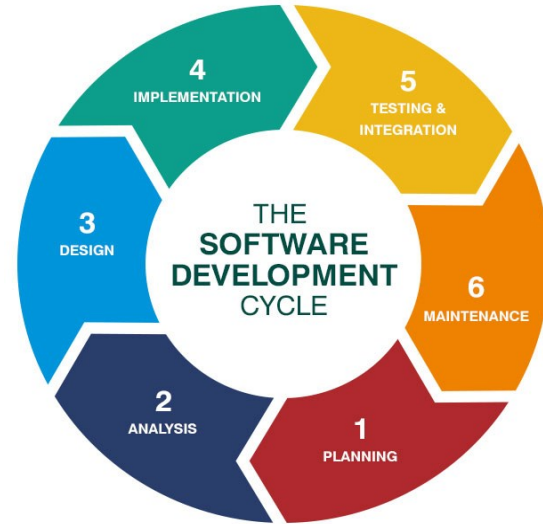 THE
SOFTWARE
DEVELOPMENT
CYCLE
1
PLANNING
2
ANALYSIS
3
DESIGN
4
IMPLEMENTATION
5
TESTING &
INTEGRATION
6
MAINTENANCE